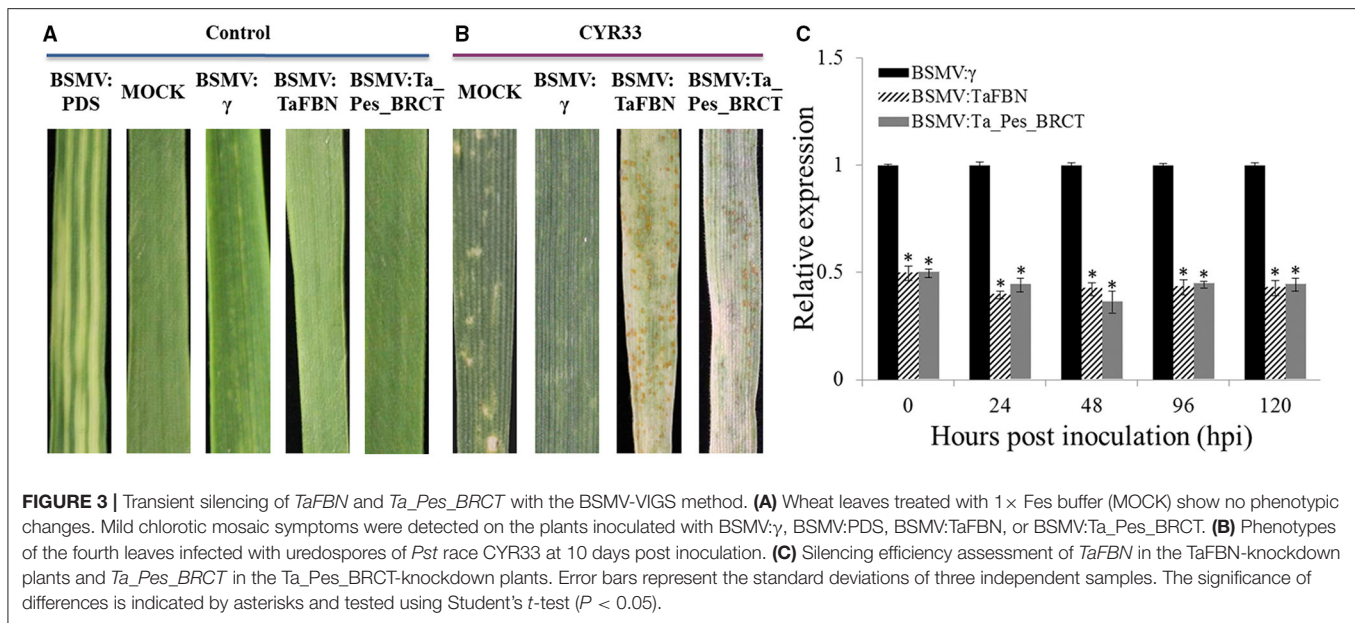 A
Control
BSMV:
PDS
MOCK
BSMV:
γ
BSMV:
TaFBN
BSMV:Ta_
Pes_BRCT
B
CYR33
MOCK
BSMV:
γ
BSMV:
TaFBN
BSMV:Ta_
Pes_BRCT
C
1.5
1
0.5
0
Relative expression
BSMV:γ
BSMV:TaFBN
BSMV:Ta_Pes_BRCT
* * * * * * * * * *
0 24 48 96 120
Hours post inoculation (hpi)
FIGURE 3 | Transient silencing of TaFBN and Ta_Pes_BRCT with the BSMV-VIGS method. (A) Wheat leaves treated with 1× Fes buffer (MOCK) show no phenotypic
changes. Mild chlorotic mosaic symptoms were detected on the plants inoculated with BSMV:γ, BSMV:PDS, BSMV:TaFBN, or BSMV:Ta_Pes_BRCT. (B) Phenotypes
of the fourth leaves infected with uredospores of Pst race CYR33 at 10 days post inoculation. (C) Silencing efficiency assessment of TaFBN in the TaFBN-knockdown
plants and Ta_Pes_BRCT in the Ta_Pes_BRCT-knockdown plants. Error bars represent the standard deviations of three independent samples. The significance of
differences is indicated by asterisks and tested using Student's t-test (P < 0.05).